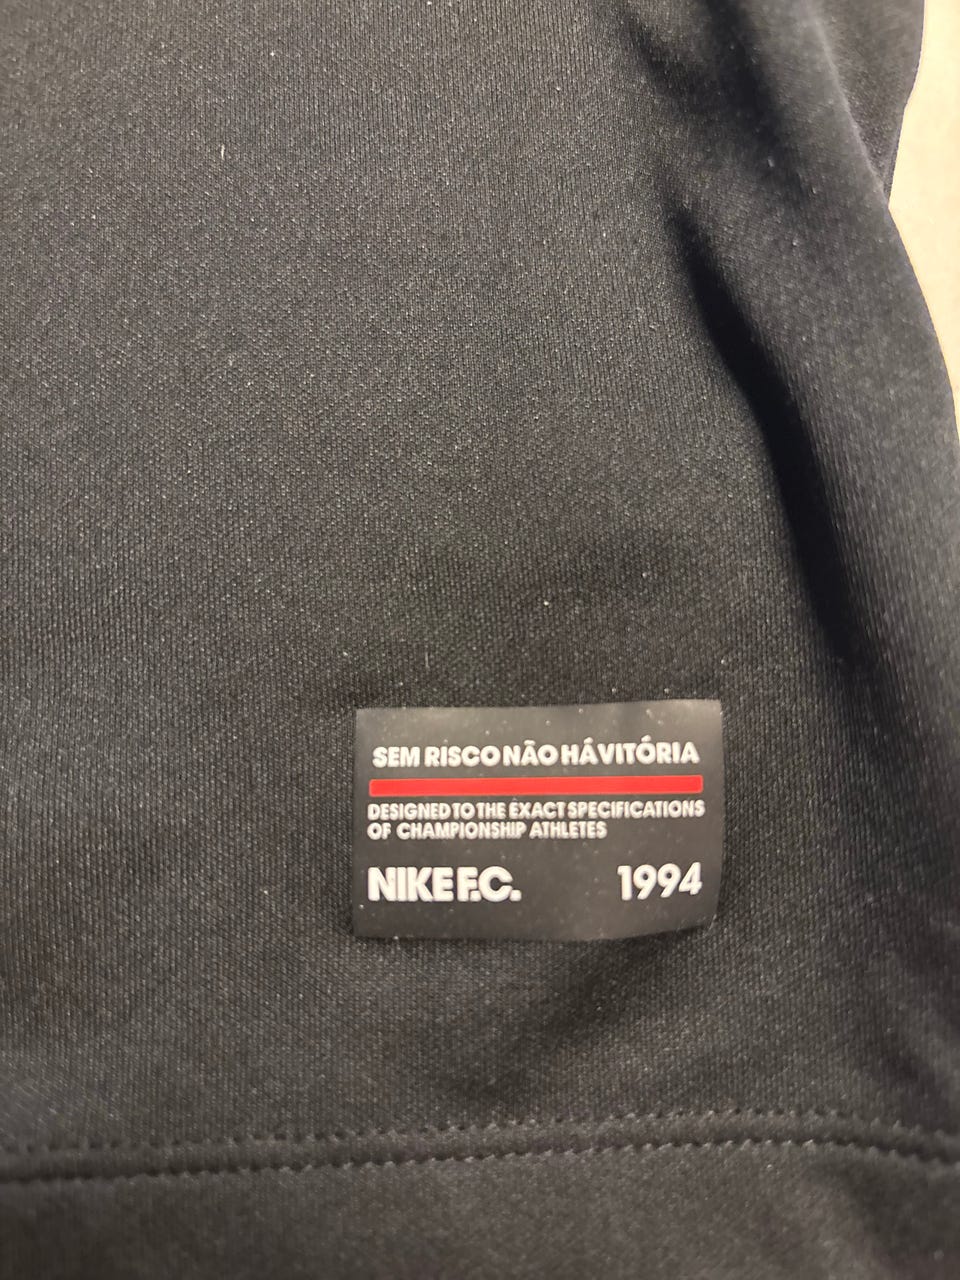 SEM RISCO NÃO HÁ VITÓRIA
DESIGNED TO THE EXACT SPECIFICATIONS
OF CHAMPIONSHIP ATHLETES
NIKE F.C. 1994